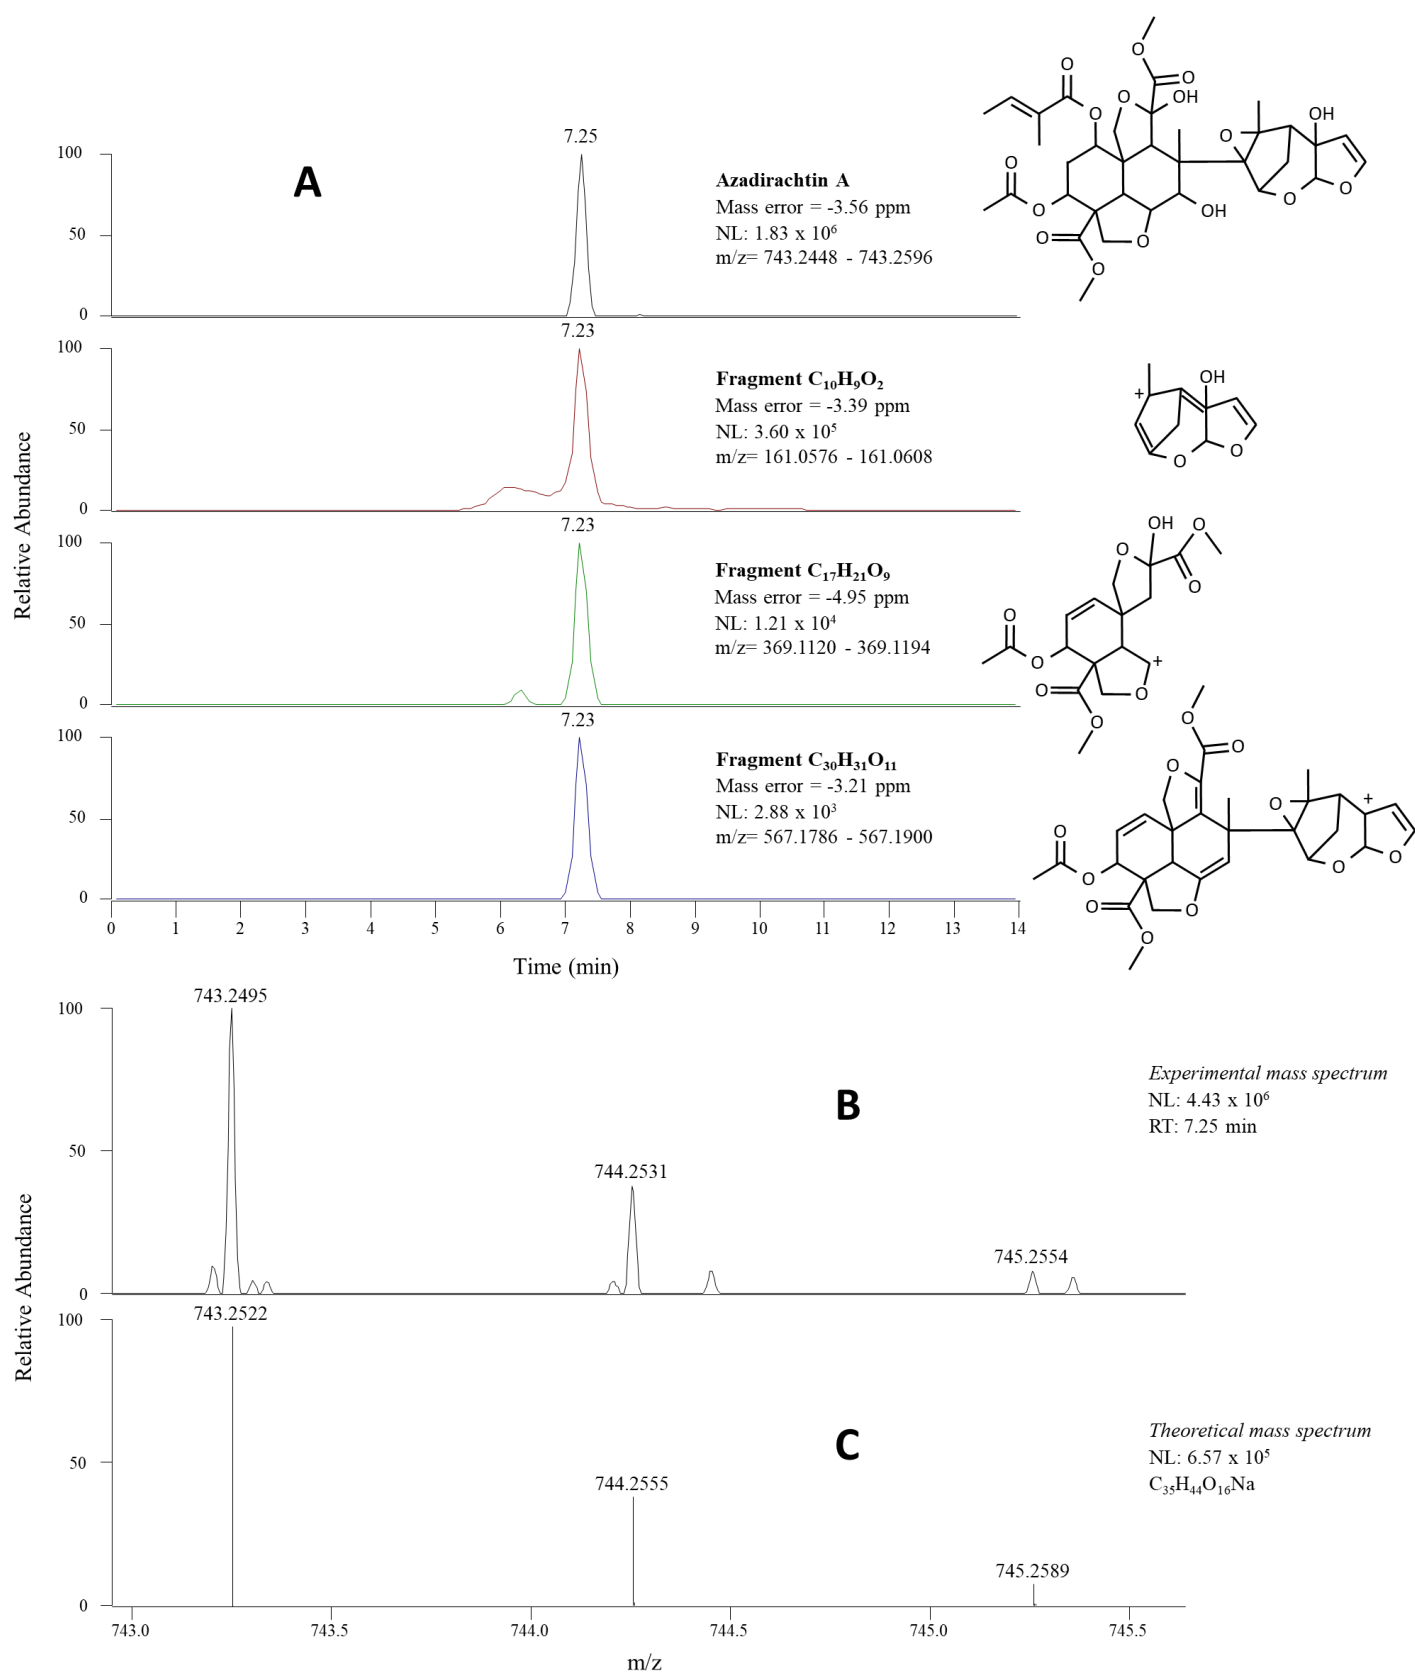 A
Relative Abundance
7.25
100
50
0
Azadirachtin A
Mass error = -3.56 ppm
NL: 1.83 x 10⁶
m/z= 743.2448 - 743.2596
O
O
O
O
OH
O
O
O
O
O
O
O
OH
O
OH
O
O
7.23
100
50
0
Fragment C₁₀H₉O₂
Mass error = -3.39 ppm
NL: 3.60 x 10⁵
m/z= 161.0576 - 161.0608
+
OH
O
O
7.23
100
50
0
Fragment C₁₇H₂₁O₉
Mass error = -4.95 ppm
NL: 1.21 x 10⁴
m/z= 369.1120 - 369.1194
OH
O
O
O
O
O
+
O
O
O
7.23
100
50
0
Fragment C₃₀H₃₁O₁₁
Mass error = -3.21 ppm
NL: 2.88 x 10³
m/z= 567.1786 - 567.1900
O
O
O
O
O
O
O
O
O
+
O
O
0 1 2 3 4 5 6 7 8 9 10 11 12 13 14
Time (min)
Relative Abundance
100
50
0
743.2495
744.2531
745.2554
B
Experimental mass spectrum
NL: 4.43 x 10⁶
RT: 7.25 min
100
50
0
743.2522
744.2555
745.2589
C
Theoretical mass spectrum
NL: 6.57 x 10⁵
C₃₅H₄₄O₁₆Na
743.0 743.5 744.0 744.5 745.0 745.5
m/z